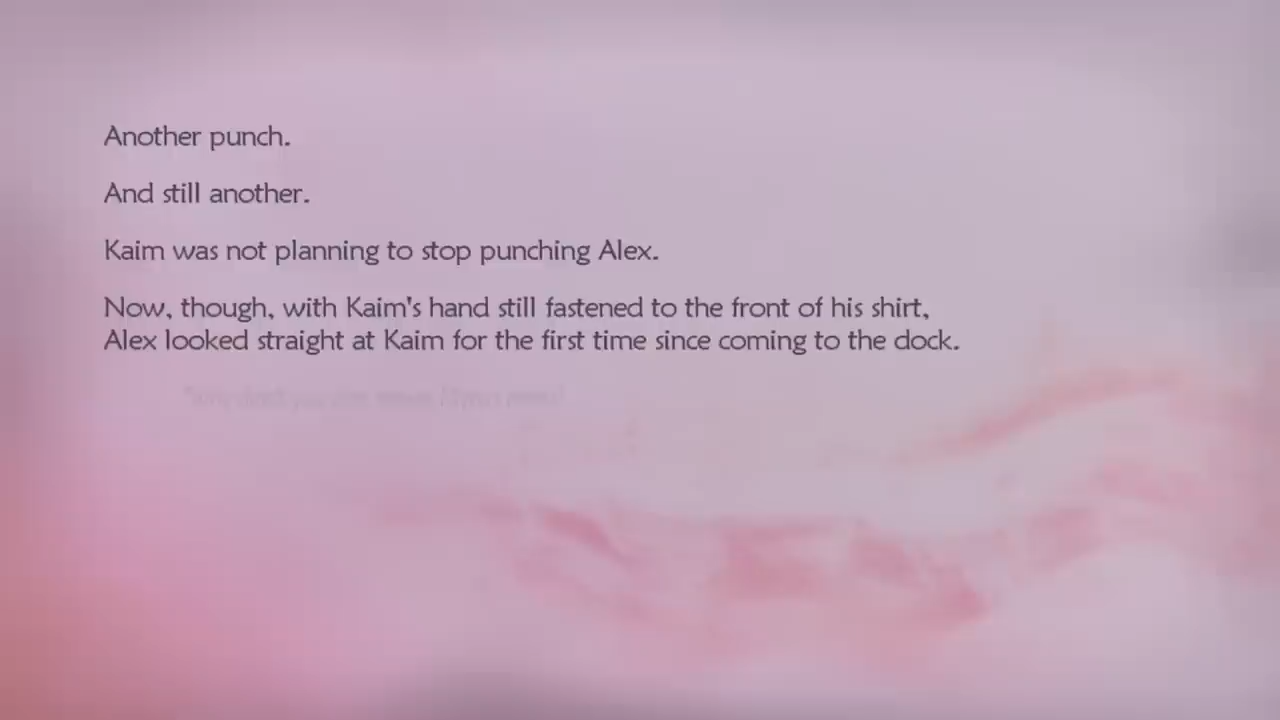 Another punch.
And still another.
Kaim was not planning to stop punching Alex.
Now, though, with Kaim's hand still fastened to the front of his shirt,
Alex looked straight at Kaim for the first time since coming to the dock.